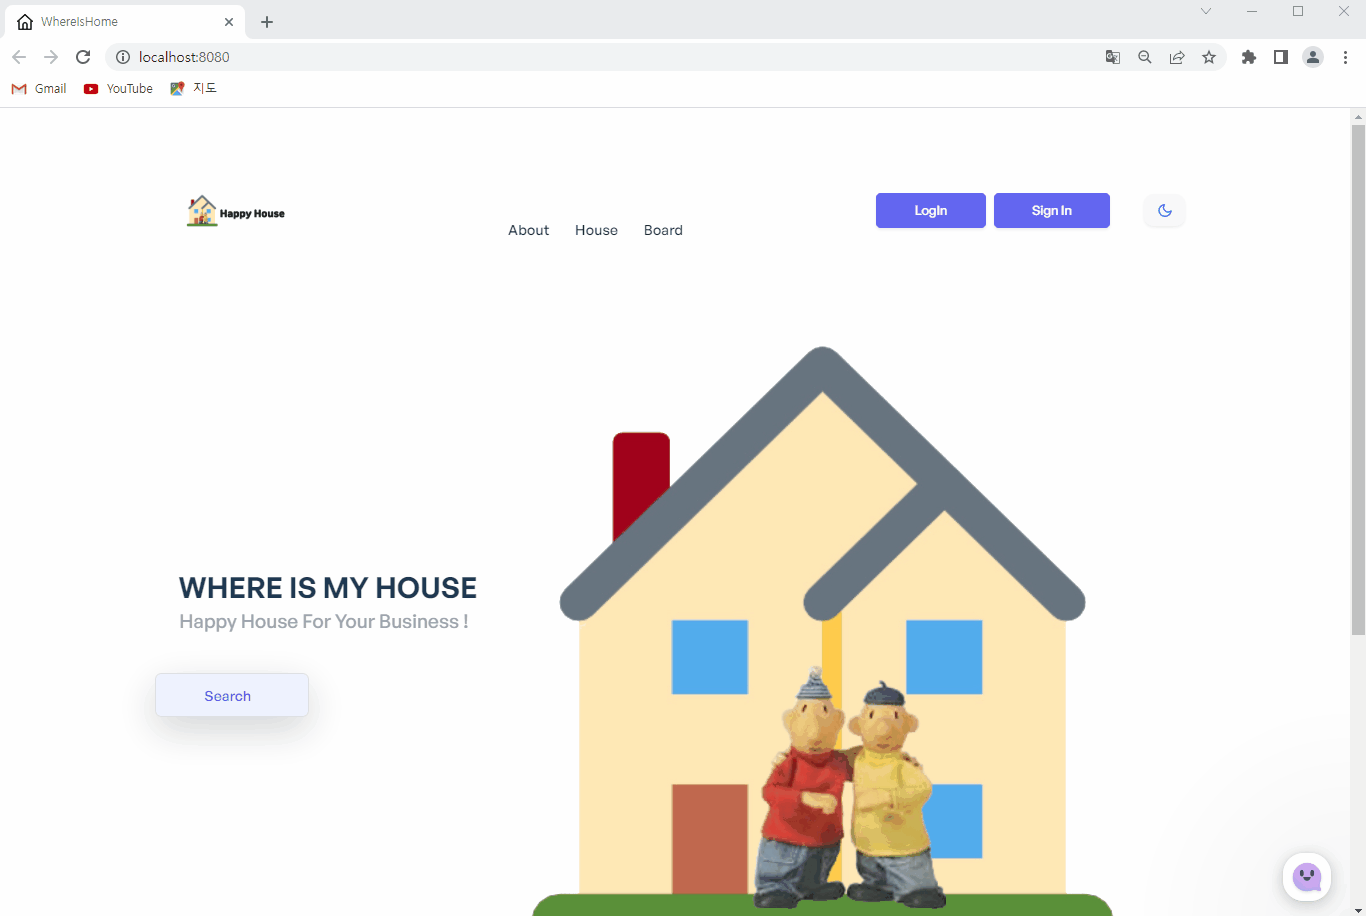 WhereIsHome
localhost:8080
Gmail YouTube 지도
Happy House
About House Board
LogIn Sign In
WHERE IS MY HOUSE
Happy House For Your Business !
Search